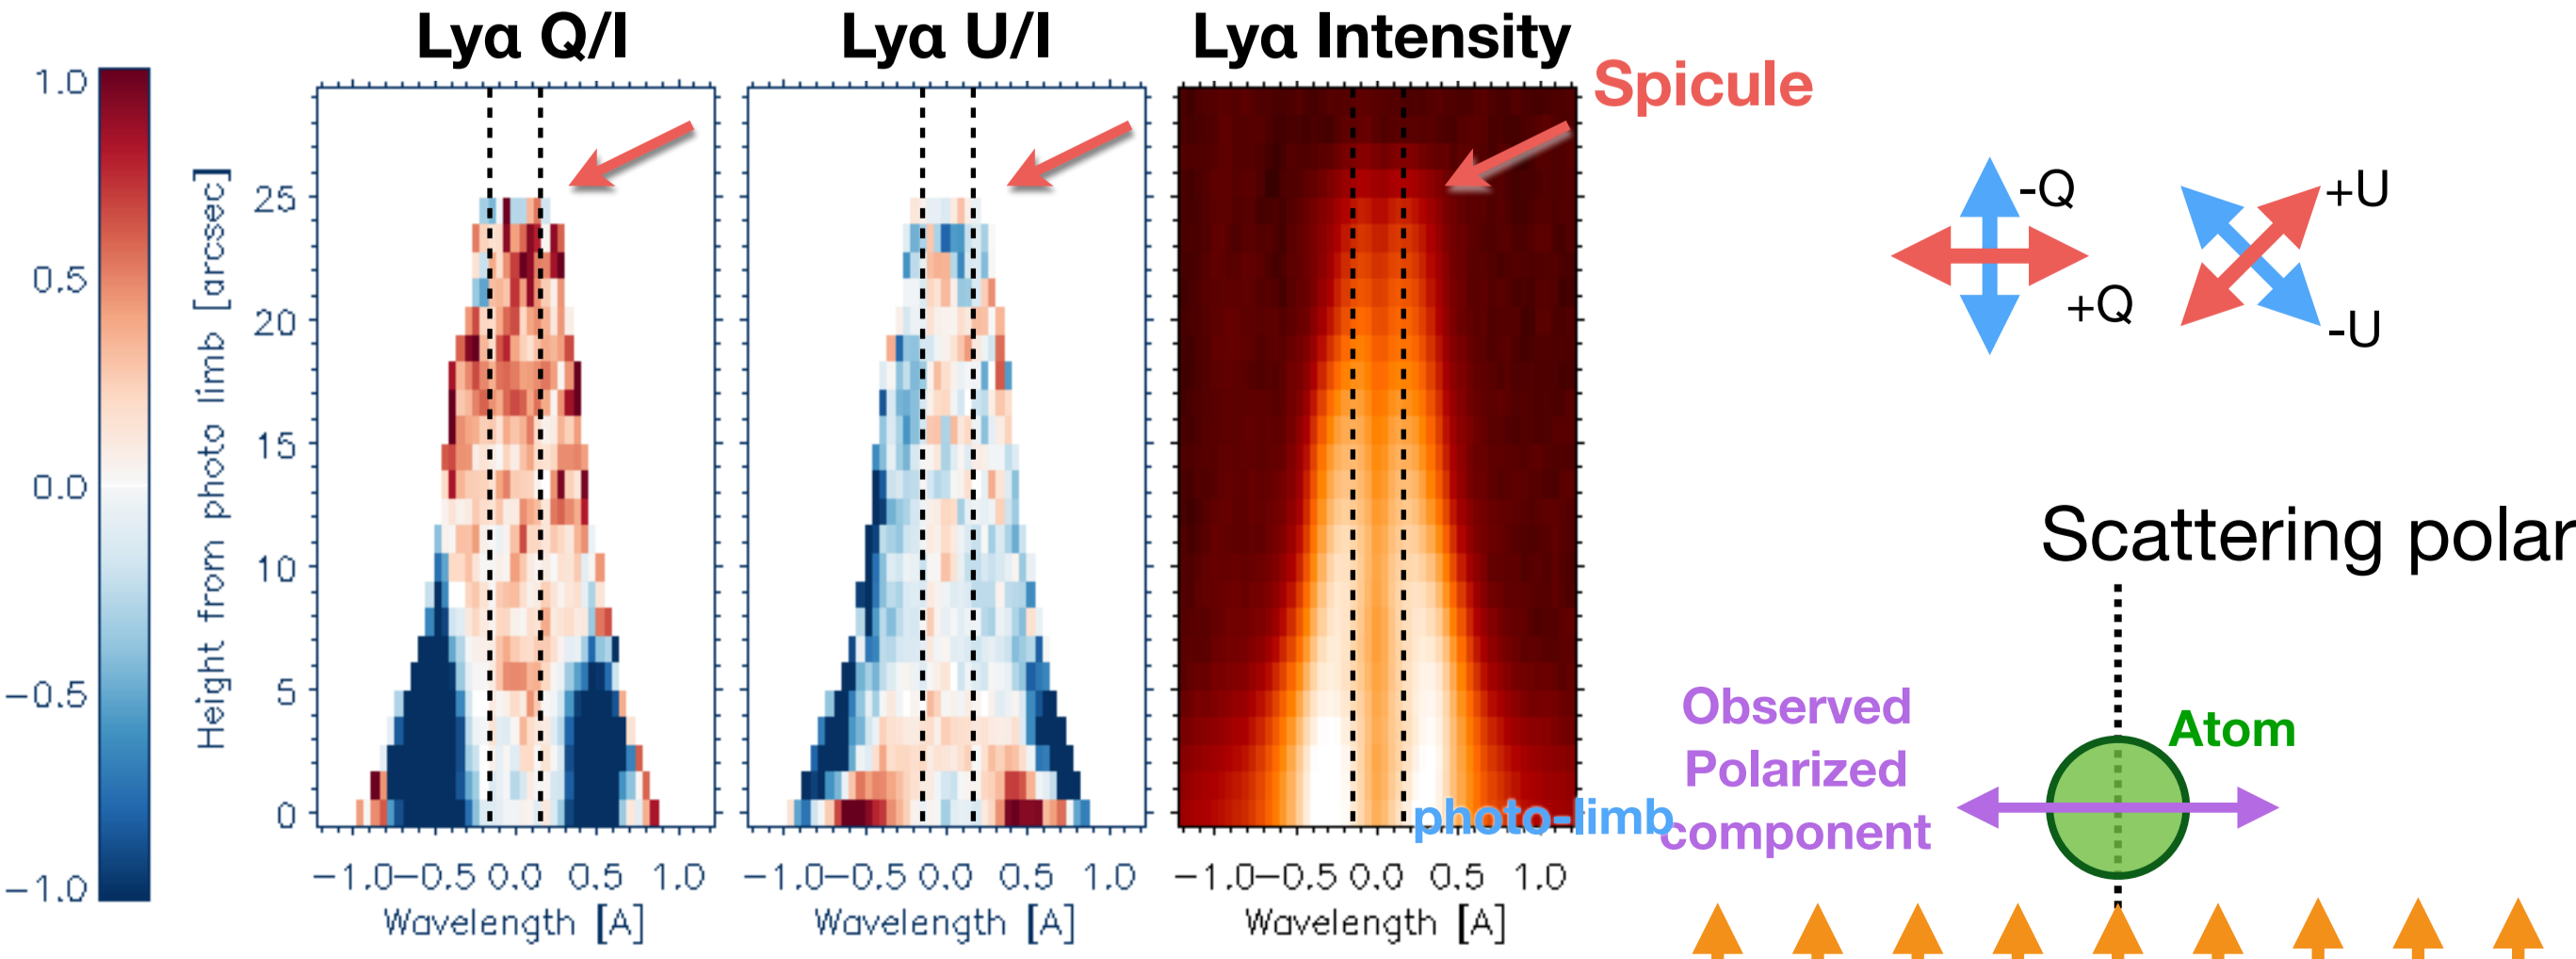 Lyα Q/I
Lyα U/I
Lyα Intensity
Spicule
1.0
0.5
0.0
−0.5
−1.0
Height from photo limb [arcsec]
25
20
15
10
5
0
−1.0 −0.5 0.0 0.5 1.0
Wavelength [A]
−1.0 −0.5 0.0 0.5 1.0
Wavelength [A]
−1.0 −0.5 0.0 0.5 1.0
Wavelength [A]
photo-limb
-Q
+Q
+U
-U
Scattering polar
Observed
Polarized
component
Atom